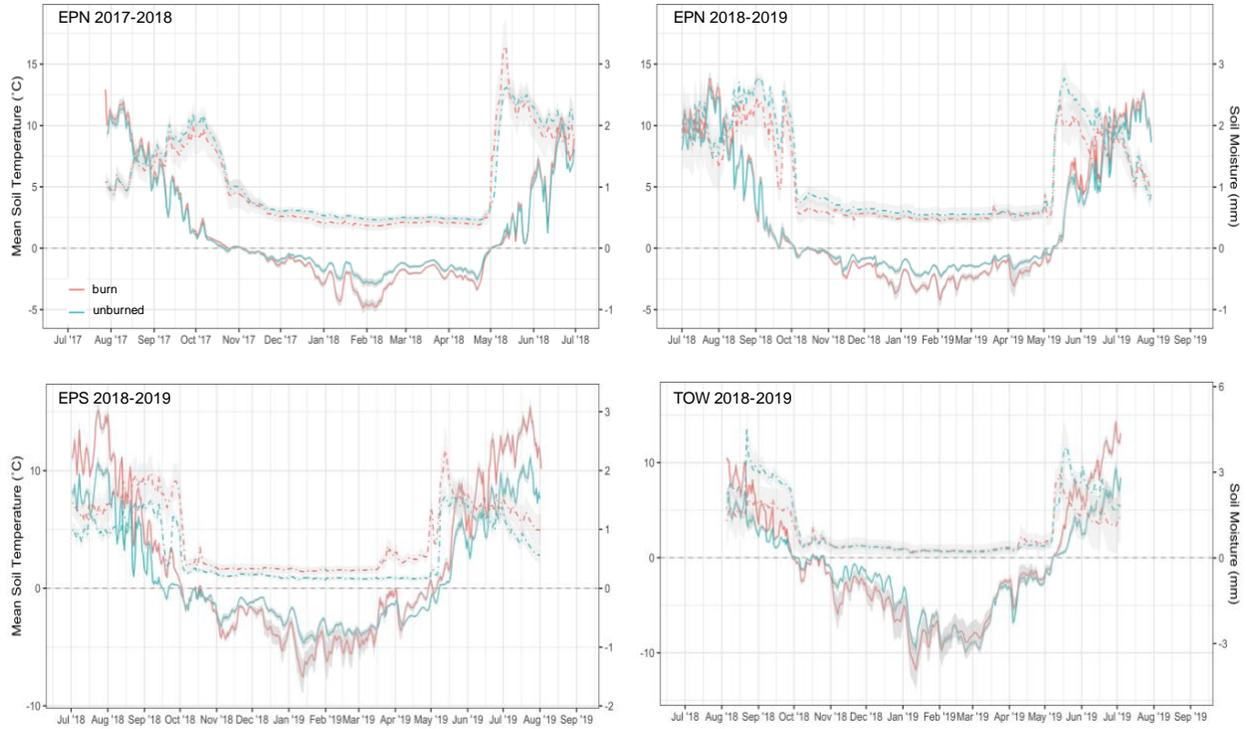 EPN 2017-2018
Mean Soil Temperature (°C)
15
10
5
0
-5
3
2
1
0
-1
burn
unburned
Jul '17 Aug '17 Sep '17 Oct '17 Nov '17 Dec '17 Jan '18 Feb '18 Mar '18 Apr '18 May '18 Jun '18 Jul '18
EPN 2018-2019
15
10
5
0
-5
3
2
1
0
-1
Soil Moisture (mm)
Jul '18 Aug '18 Sep '18 Oct '18 Nov '18 Dec '18 Jan '19 Feb '19 Mar '19 Apr '19 May '19 Jun '19 Jul '19 Aug '19 Sep '19
EPS 2018-2019
Mean Soil Temperature (°C)
10
0
-10
3
2
1
0
-1
-2
Jul '18 Aug '18 Sep '18 Oct '18 Nov '18 Dec '18 Jan '19 Feb '19 Mar '19 Apr '19 May '19 Jun '19 Jul '19 Aug '19 Sep '19
TOW 2018-2019
10
0
-10
6
3
0
-3
Soil Moisture (mm)
Jul '18 Aug '18 Sep '18 Oct '18 Nov '18 Dec '18 Jan '19 Feb '19 Mar '19 Apr '19 May '19 Jun '19 Jul '19 Aug '19 Sep '19